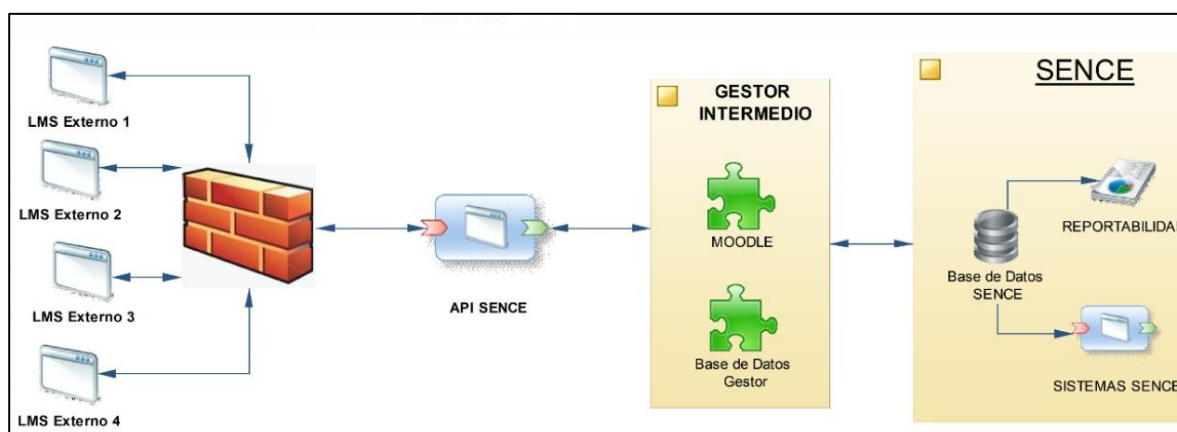 LMS Externo 1
LMS Externo 2
LMS Externo 3
LMS Externo 4
API SENCE
GESTOR
INTERMEDIO
MOODLE
Base de Datos
Gestor
SENCE
REPORTABILIDA
Base de Datos
SENCE
SISTEMAS SENCE